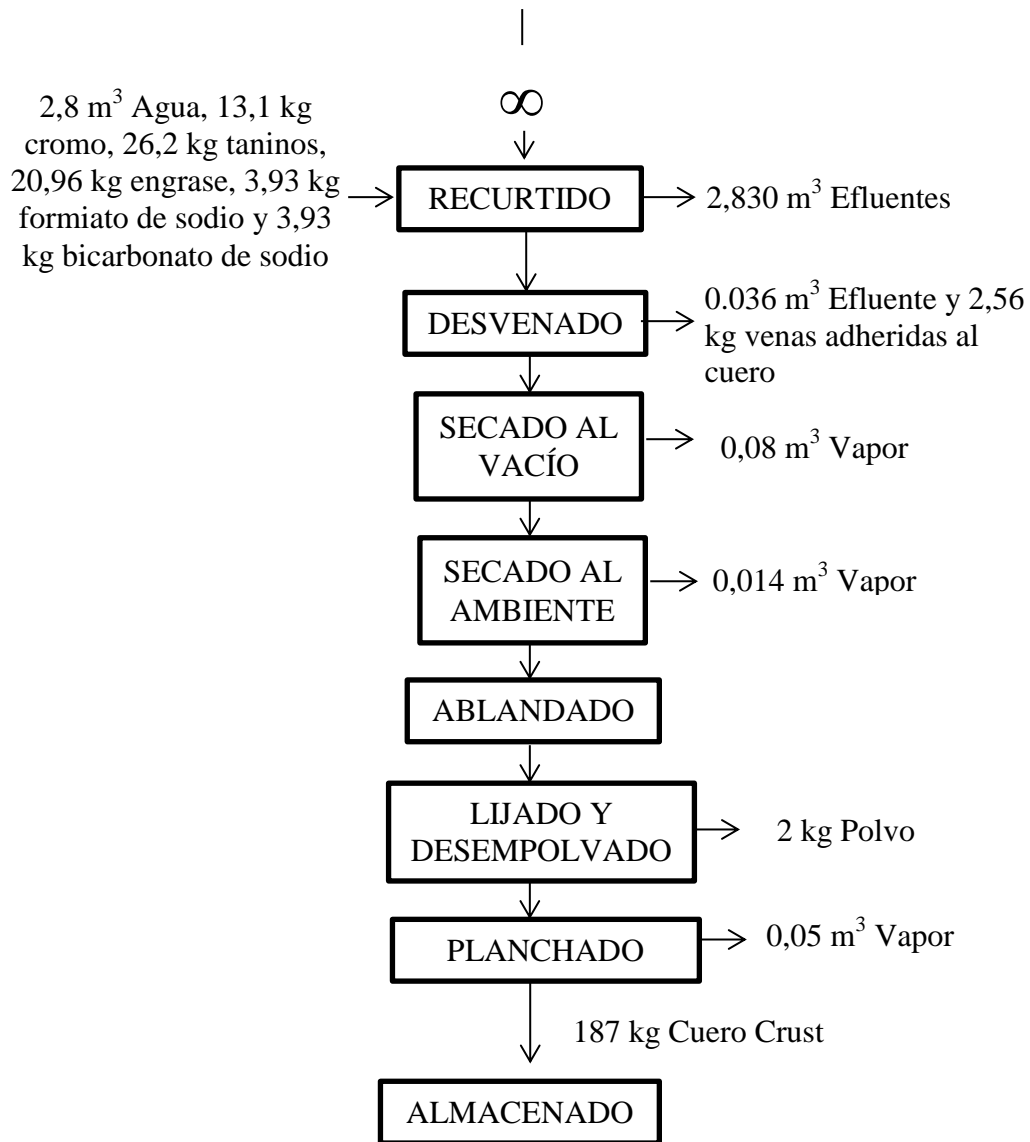 ∞
2,8 m³ Agua, 13,1 kg
cromo, 26,2 kg taninos,
20,96 kg engrase, 3,93 kg
formiato de sodio y 3,93
kg bicarbonato de sodio
RECURTIDO
2,830 m³ Efluentes
DESVENADO
0.036 m³ Efluente y 2,56
kg venas adheridas al
cuero
SECADO AL
VACÍO
0,08 m³ Vapor
SECADO AL
AMBIENTE
0,014 m³ Vapor
ABLANDADO
LIJADO Y
DESEMPOLVADO
2 kg Polvo
PLANCHADO
0,05 m³ Vapor
187 kg Cuero Crust
ALMACENADO